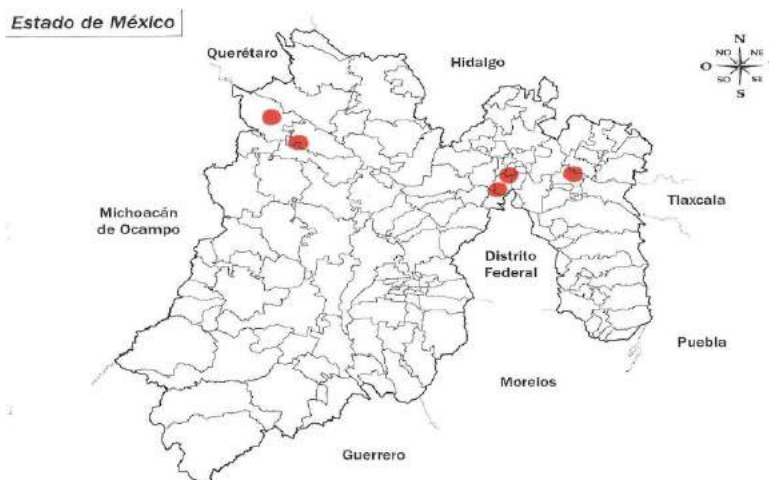 Estado de México
Querétaro
Hidalgo
N
NO NE
O
SO SE
S
Michoacán
de Ocampo
Tlaxcala
Distrito
Federal
Puebla
Morelos
Guerrero